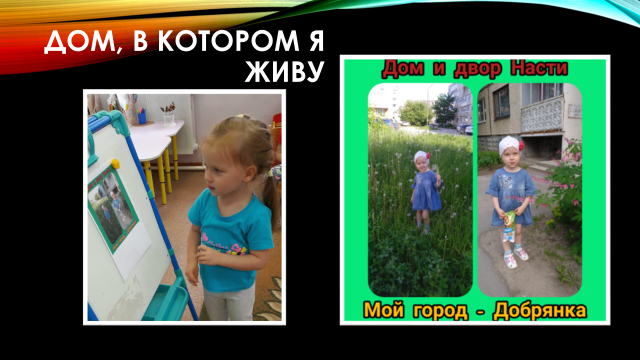 ДОМ, В КОТОРОМ Я
ЖИВУ
Дом и двор Насти
Мой город - Добрянка